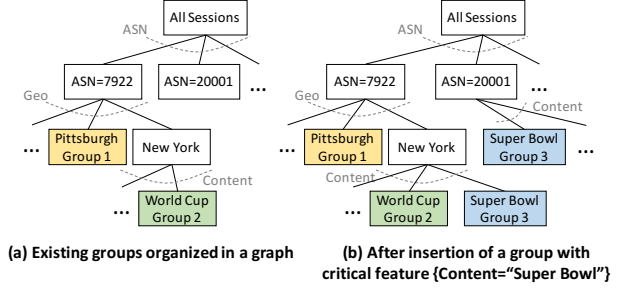 All Sessions
ASN
ASN=7922
ASN=20001
...
Geo
...
Pittsburgh
Group 1
New York
Content
...
World Cup
Group 2
(a) Existing groups organized in a graph
All Sessions
ASN
ASN=7922
ASN=20001
...
Geo
Content
...
Pittsburgh
Group 1
New York
Super Bowl
Group 3
...
Content
...
World Cup
Group 2
Super Bowl
Group 3
(b) After insertion of a group with
critical feature {Content="Super Bowl"}